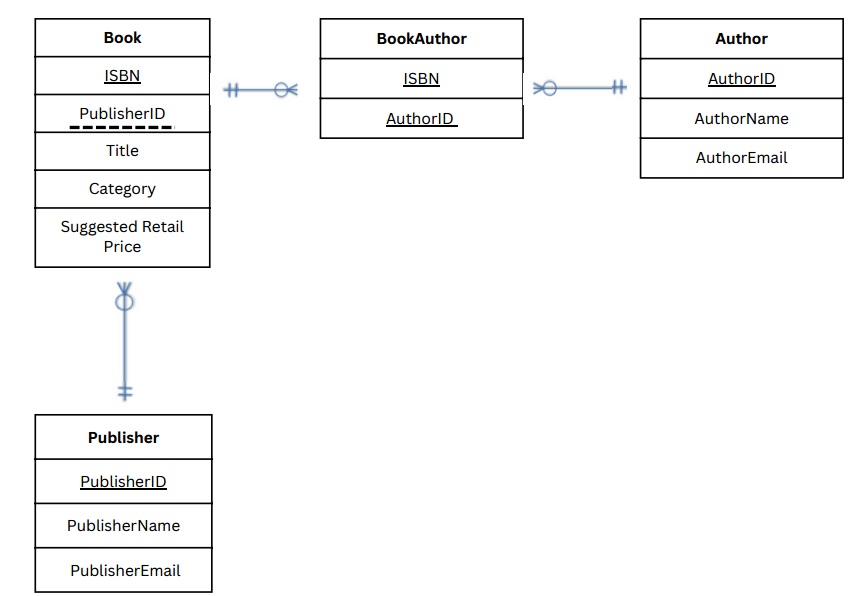 Book
ISBN
PublisherID
Title
Category
Suggested Retail
Price
BookAuthor
ISBN
AuthorID
Author
AuthorID
AuthorName
AuthorEmail
Publisher
PublisherID
PublisherName
PublisherEmail